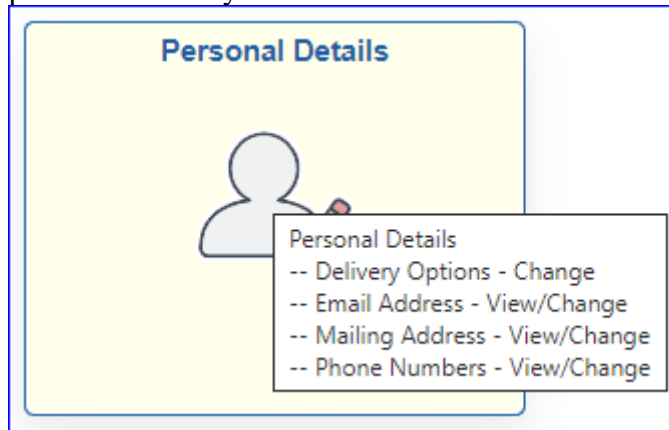 Personal Details
Personal Details
-- Delivery Options - Change
-- Email Address - View/Change
-- Mailing Address - View/Change
-- Phone Numbers - View/Change